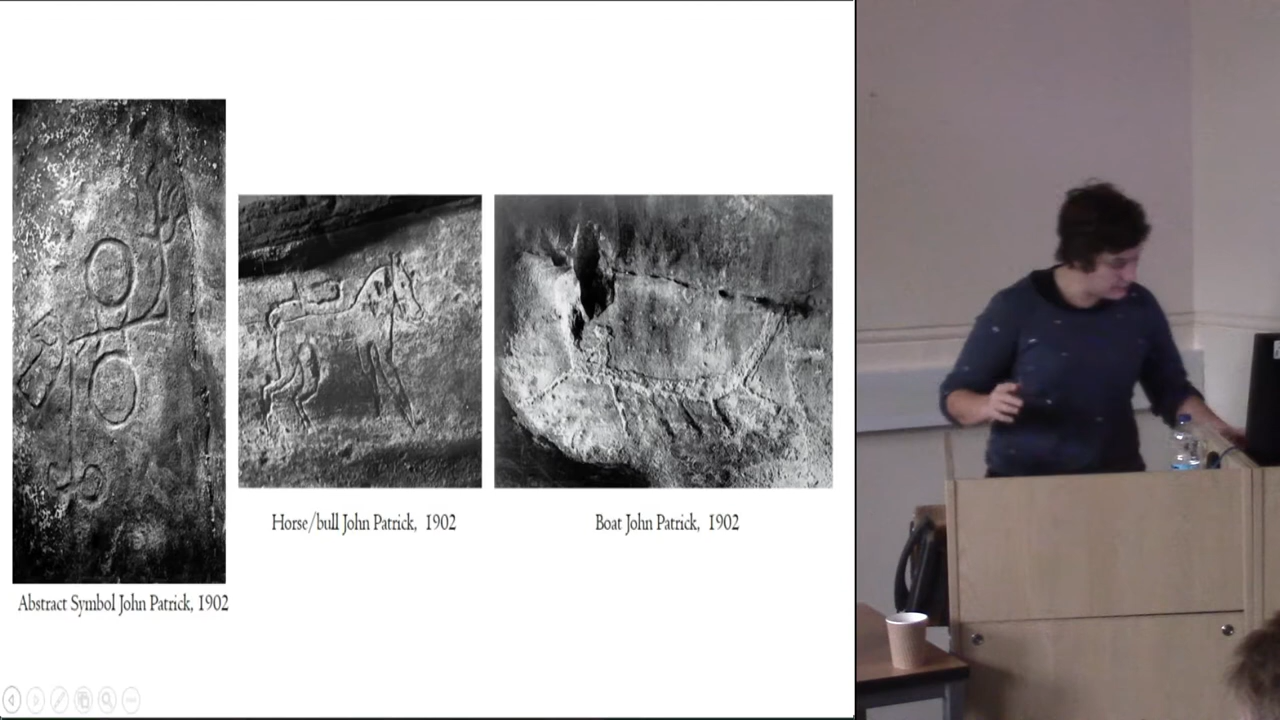 Horse/bull John Patrick, 1902
Boat John Patrick, 1902
Abstract Symbol John Patrick, 1902